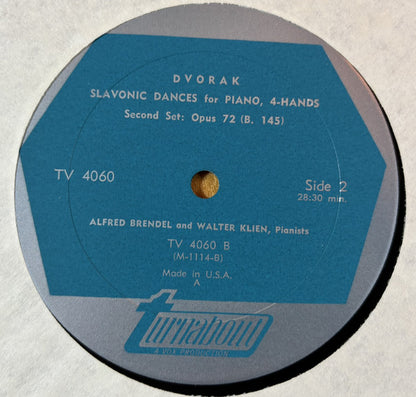 DVORAK
SLAVONIC DANCES for PIANO, 4-HANDS
Second Set: Opus 72 (B. 145)
TV 4060
Side 2
28:30 min.
ALFRED BRENDEL and WALTER KLIEN, Pianists
TV 4060 B
(M-1114-B)
Made in U.S.A.
A
turnabout
A VOX PRODUCTION